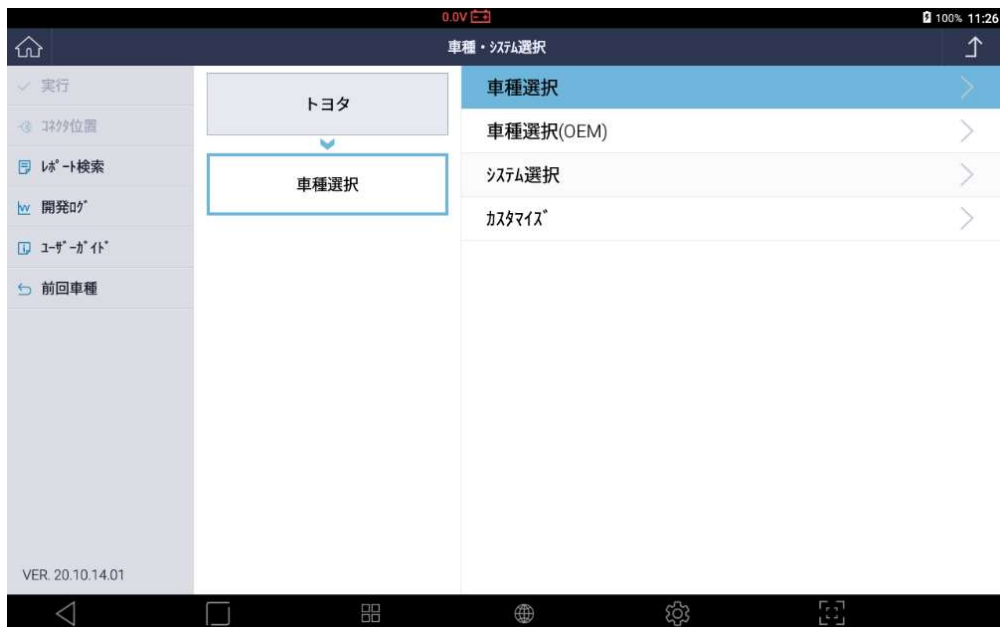 0.0V
100% 11:26
車種・ｼｽﾃﾑ選択
実行
ｺﾈｸﾀ位置
ﾚﾎﾟｰﾄ検索
開発ﾛｸﾞ
ﾕｰｻﾞｰｶﾞｲﾄﾞ
前回車種
VER. 20.10.14.01
トヨタ
車種選択
車種選択
車種選択(OEM)
ｼｽﾃﾑ選択
ｶｽﾀﾏｲｽﾞ